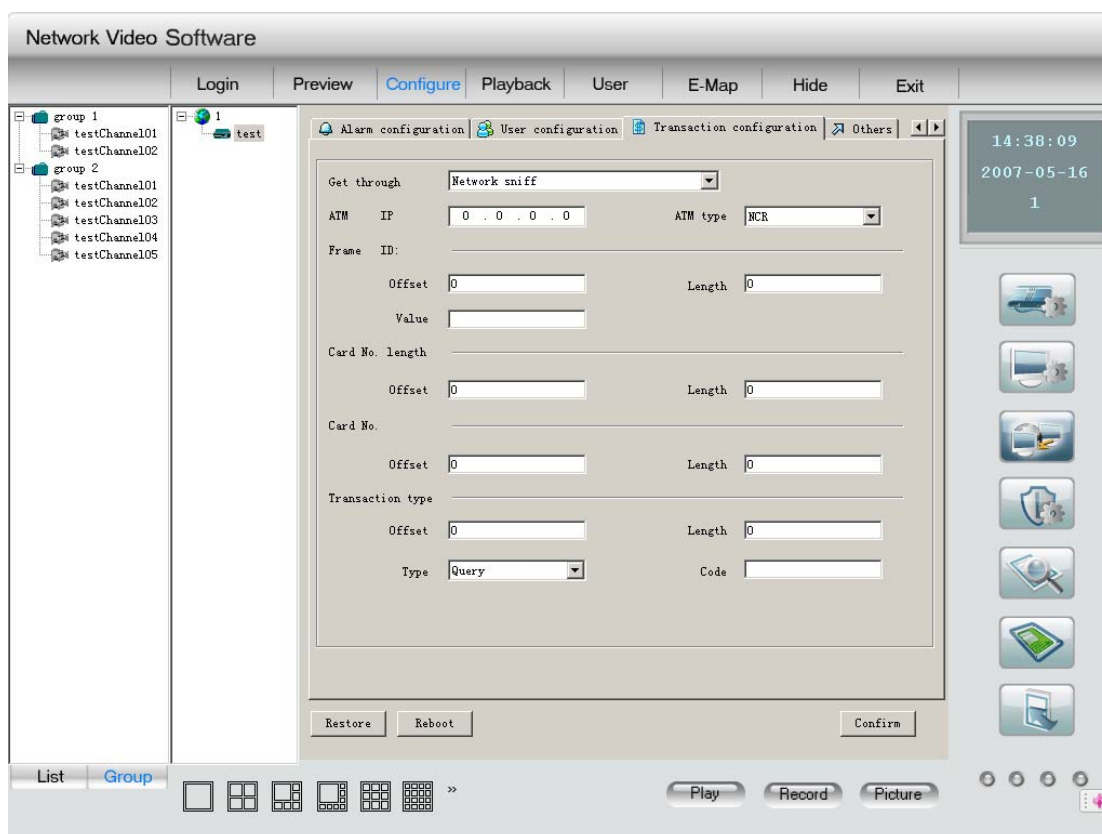 Network Video Software
Login Preview Configure Playback User E-Map Hide Exit
group 1
testChannel01
testChannel02
group 2
testChannel01
testChannel02
testChannel03
testChannel04
testChannel05
1
test
Alarm configuration User configuration Transaction configuration Others
Get through Network sniff
ATM IP 0 . 0 . 0 . 0 ATM type NCR
Frame ID:
Offset 0 Length 0
Value
Card No. length
Offset 0 Length 0
Card No.
Offset 0 Length 0
Transaction type
Offset 0 Length 0
Type Query Code
Restore Reboot Confirm
14:38:09
2007-05-16
1
List Group
»
Play Record Picture